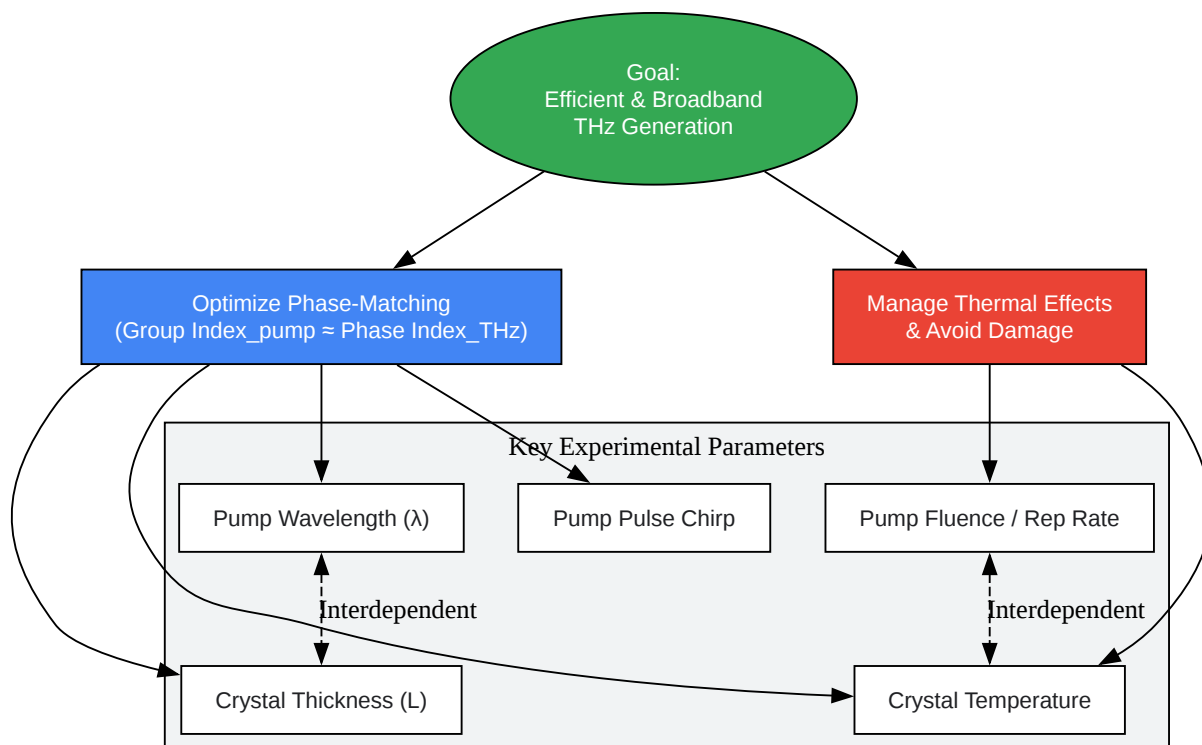 Goal:
Efficient & Broadband
THz Generation
Optimize Phase-Matching
(Group Index_pump ≈ Phase Index_THz)
Manage Thermal Effects
& Avoid Damage
Key Experimental Parameters
Pump Wavelength (λ)
Pump Pulse Chirp
Pump Fluence / Rep Rate
Interdependent
Interdependent
Crystal Thickness (L)
Crystal Temperature